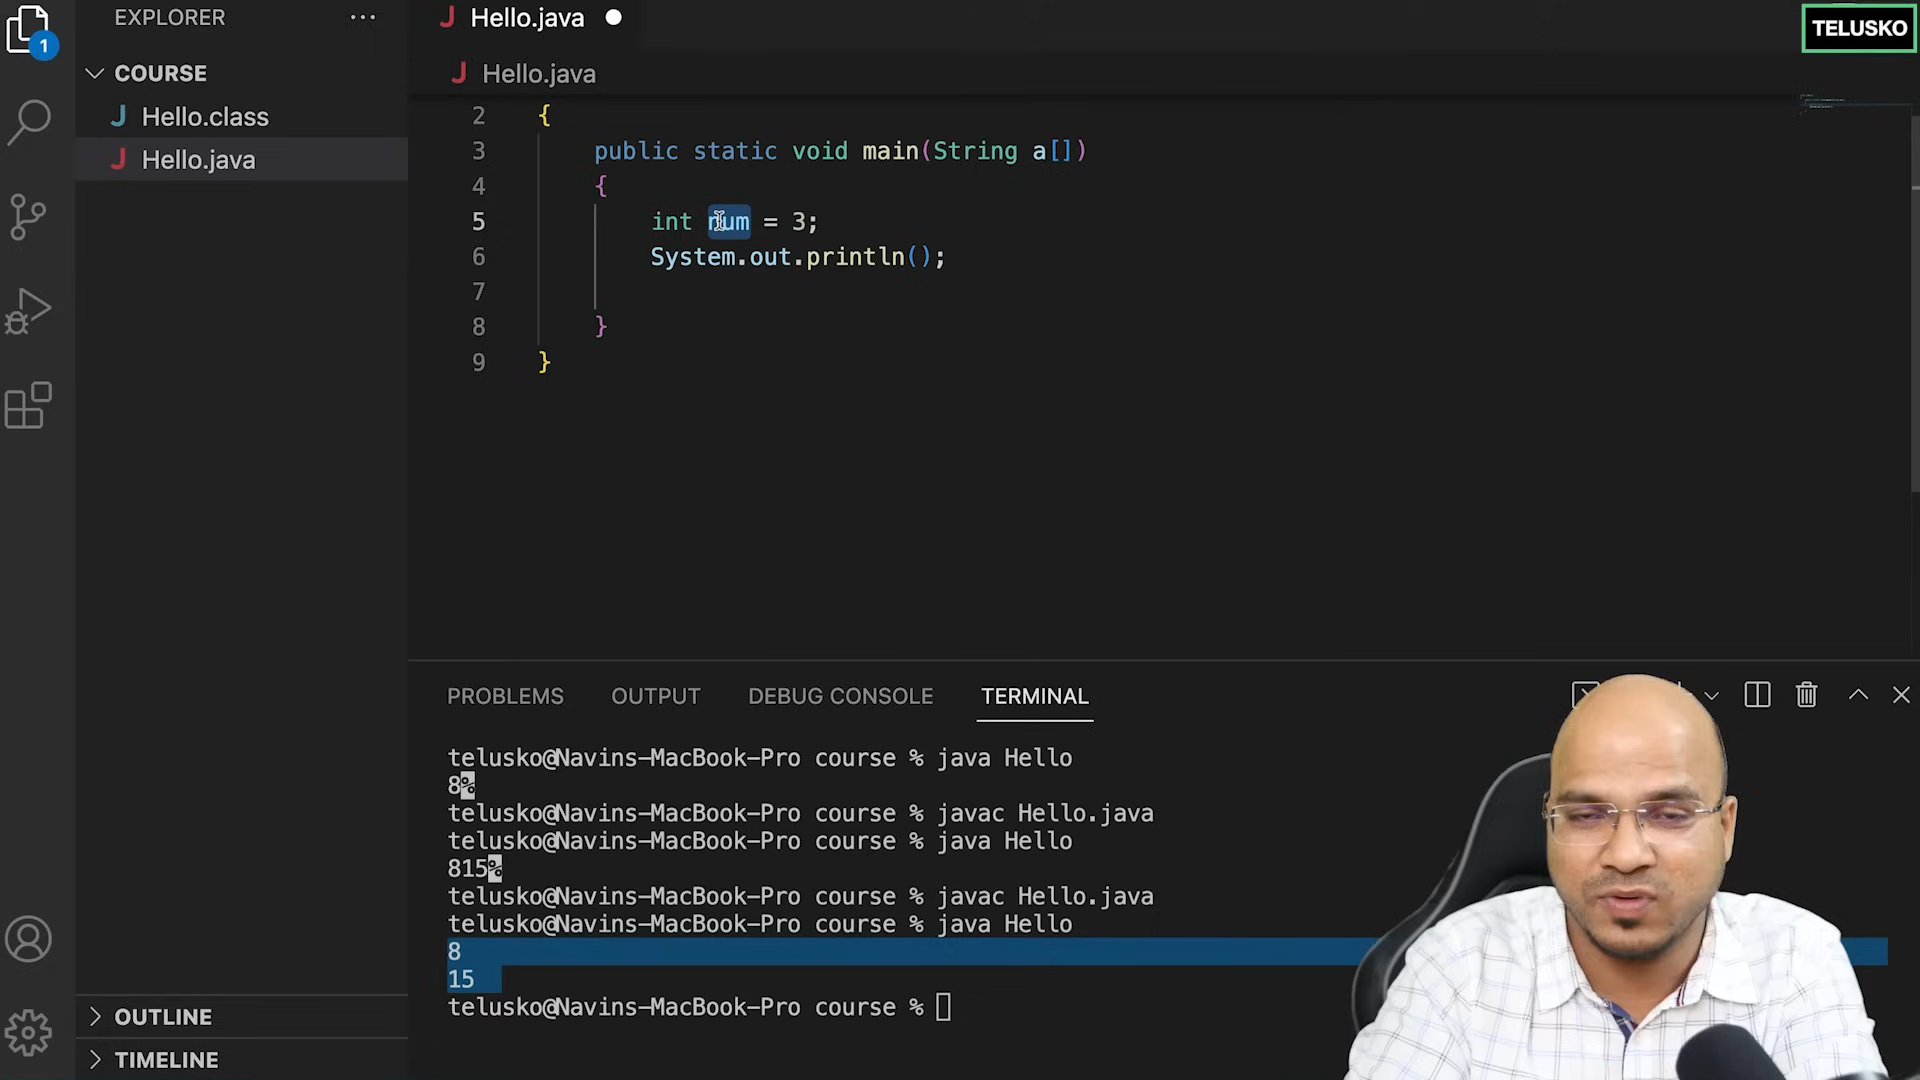 EXPLORER
1
COURSE
Hello.class
Hello.java
OUTLINE
TIMELINE
Hello.java
Hello.java
TELUSKO
2 {
3 public static void main(String a[])
4 {
5 int num = 3;
6 System.out.println();
7
8 }
9 }
PROBLEMS OUTPUT DEBUG CONSOLE TERMINAL
telusko@Navins-MacBook-Pro course % java Hello
8%
telusko@Navins-MacBook-Pro course % javac Hello.java
telusko@Navins-MacBook-Pro course % java Hello
815%
telusko@Navins-MacBook-Pro course % javac Hello.java
telusko@Navins-MacBook-Pro course % java Hello
8
15
telusko@Navins-MacBook-Pro course %